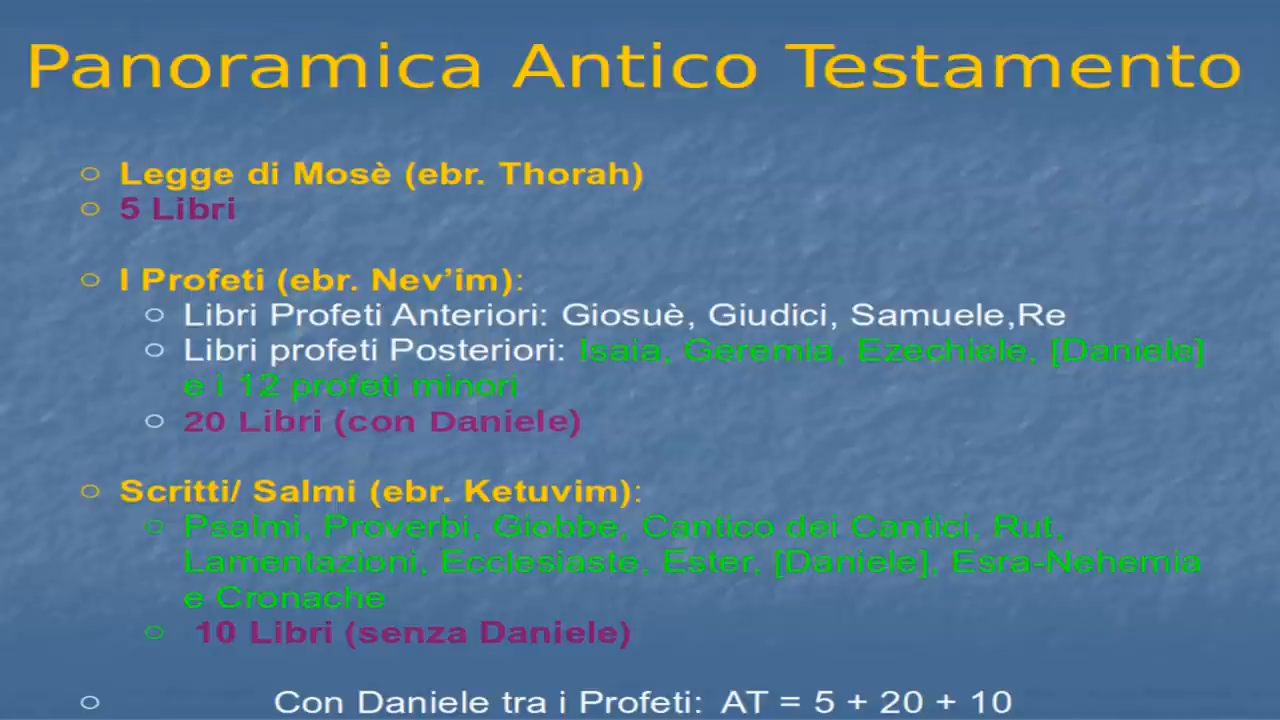 Panoramica Antico Testamento
Legge di Mosè (ebr. Thorah)
5 Libri
I Profeti (ebr. Nev'im):
Libri Profeti Anteriori: Giosuè, Giudici, Samuele,Re
Libri profeti Posteriori: Isaia, Geremia, Ezechiele, [Daniele]
e i 12 profeti minori
20 Libri (con Daniele)
Scritti/ Salmi (ebr. Ketuvim):
Psalmi, Proverbi, Giobbe, Cantico dei Cantici, Rut,
Lamentazioni, Ecclesiaste, Ester, [Daniele], Esra-Nehemia
e Cronache
10 Libri (senza Daniele)
Con Daniele tra i Profeti: AT = 5 + 20 + 10